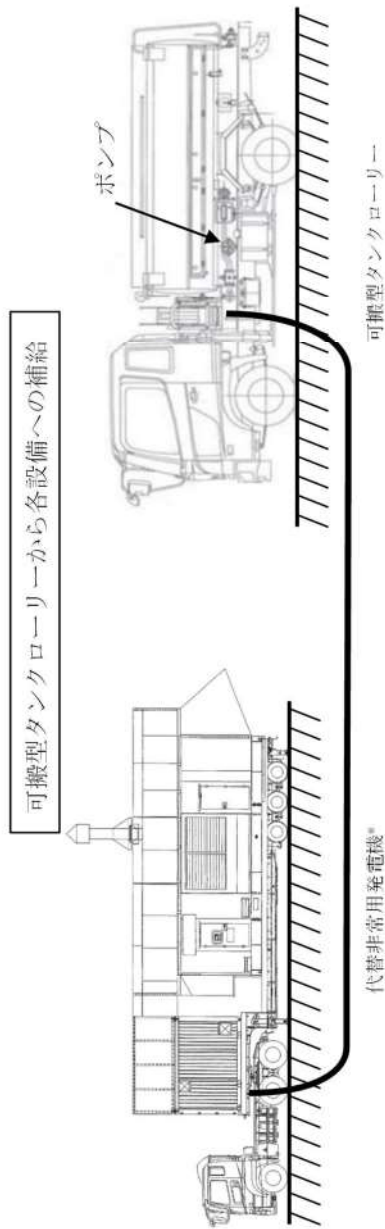 可搬型タンクローリーから各設備への補給
ポンプ
代替非常用発電機*
可搬型タンクローリー